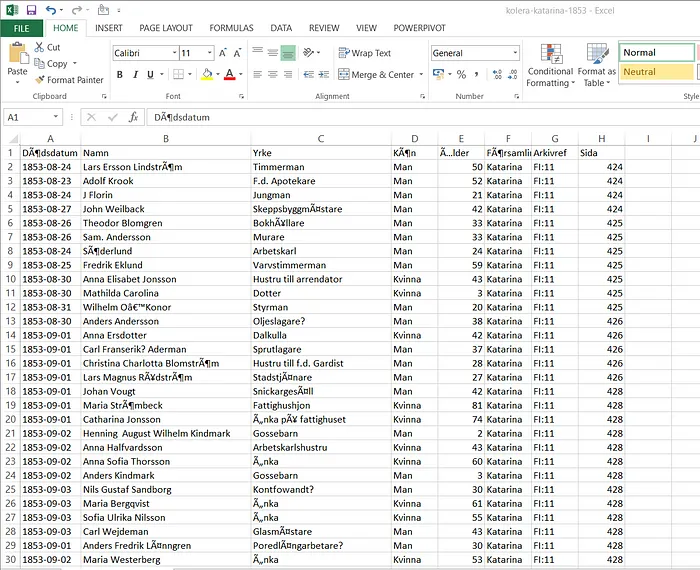 kolera-katarina-1853 - Excel
FILE HOME INSERT PAGE LAYOUT FORMULAS DATA REVIEW VIEW POWERPIVOT
Cut
Copy
Format Painter
Paste
Clipboard
Calibri 11
B I U
Font
Wrap Text
Merge & Center
Alignment
General
Number
Conditional Formatting
Format as Table
Normal
Neutral
Style
A1 DÃ¶dsdatum
A B C D E F G H I J
1 DÃ¶dsdatum Namn Yrke KÃ¶n Ã…lder FÃ¶rsamlin Arkivref Sida
2 1853-08-24 Lars Ersson LindstrÃ¶m Timmerman Man 50 Katarina FI:11 424
3 1853-08-23 Adolf Krook F.d. Apotekare Man 52 Katarina FI:11 424
4 1853-08-24 J Florin Jungman Man 21 Katarina FI:11 424
5 1853-08-27 John Weilback SkeppsbyggmÃ¤stare Man 42 Katarina FI:11 424
6 1853-08-26 Theodor Blomgren BokhÃ¥llare Man 33 Katarina FI:11 425
7 1853-08-26 Sam. Andersson Murare Man 33 Katarina FI:11 425
8 1853-08-24 SÃ¶derlund Arbetskarl Man 24 Katarina FI:11 425
9 1853-08-25 Fredrik Eklund Varvstimmerman Man 59 Katarina FI:11 425
10 1853-08-30 Anna Elisabet Jonsson Hustru till arrendator Kvinna 43 Katarina FI:11 425
11 1853-08-30 Mathilda Carolina Dotter Kvinna 3 Katarina FI:11 425
12 1853-08-31 Wilhelm Oâ€™Konor Styrman Man 20 Katarina FI:11 425
13 1853-08-30 Anders Andersson Oljeslagare? Man 38 Katarina FI:11 426
14 1853-09-01 Anna Ersdotter Dalkulla Kvinna 42 Katarina FI:11 426
15 1853-09-01 Carl Franserik? Aderman Sprutlagare Man 37 Katarina FI:11 426
16 1853-09-01 Christina Charlotta BlomstrÃ¶m Hustru till f.d. Gardist Man 28 Katarina FI:11 426
17 1853-09-01 Lars Magnus RÃ¥dstrÃ¶m StadstjÃ¤nare Man 27 Katarina FI:11 426
18 1853-09-01 Johan Vougt SnickargesÃ¤ll Man 42 Katarina FI:11 428
19 1853-09-01 Maria StrÃ¶mbeck Fattighushjon Kvinna 81 Katarina FI:11 428
20 1853-09-01 Catharina Jonsson Ã„nka pÃ¥ fattighuset Kvinna 74 Katarina FI:11 428
21 1853-09-02 Henning August Wilhelm Kindmark Gossebarn Man 2 Katarina FI:11 428
22 1853-09-02 Anna Halfvardsson Arbetskarlshustru Kvinna 43 Katarina FI:11 428
23 1853-09-02 Anna Sofia Thorsson Ã„nka Kvinna 60 Katarina FI:11 428
24 1853-09-02 Anders Kindmark Gossebarn Man 3 Katarina FI:11 428
25 1853-09-03 Nils Gustaf Sandborg Kontfowandt? Man 30 Katarina FI:11 428
26 1853-09-03 Maria Bergqvist Ã„nka Kvinna 61 Katarina FI:11 428
27 1853-09-03 Sofia Ulrika Nilsson Ã„nka Kvinna 55 Katarina FI:11 428
28 1853-09-03 Carl Wejdeman GlasmÃ¤stare Man 43 Katarina FI:11 428
29 1853-09-01 Anders Fredrik LÃ¤nngren PoredlÃ¤ngarbetare? Man 30 Katarina FI:11 428
30 1853-09-02 Maria Westerberg Ã„nka Kvinna 53 Katarina FI:11 428